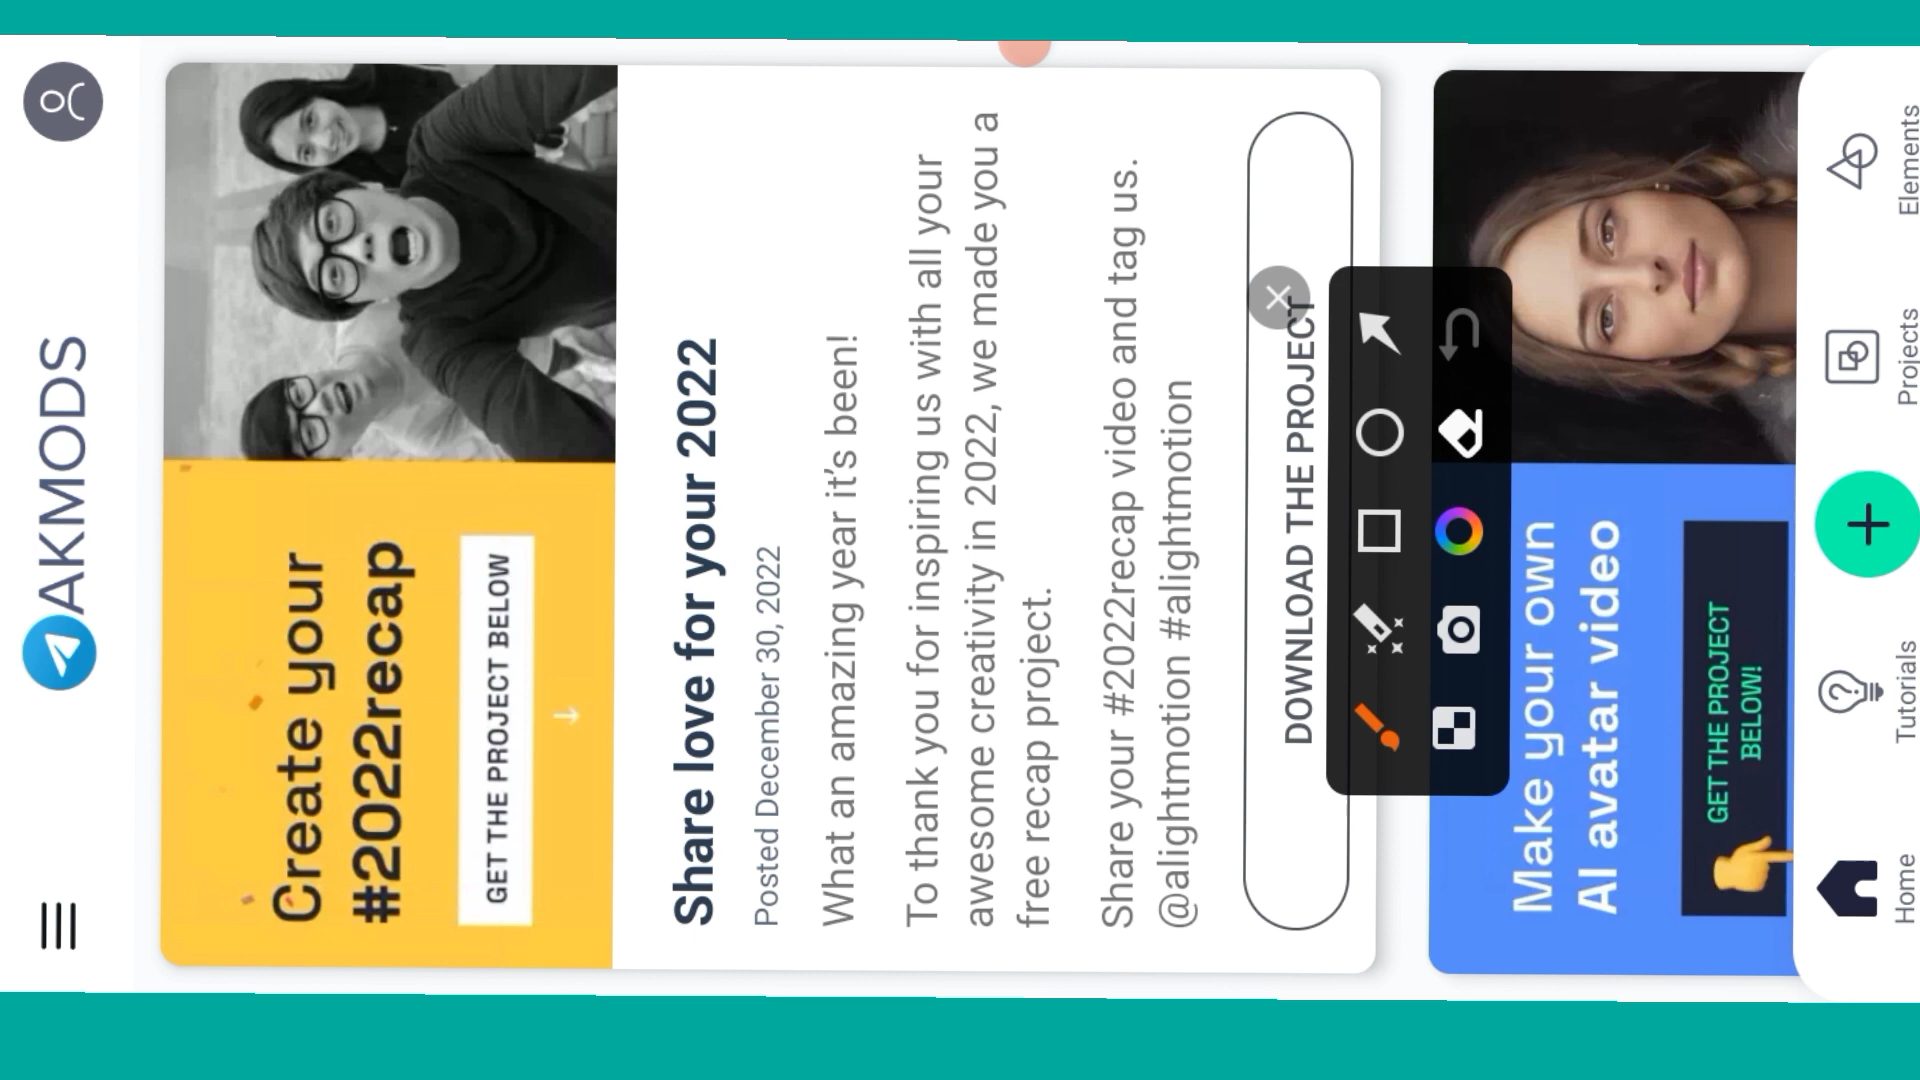 AKMODS
Create your
#2022recap
GET THE PROJECT BELOW
Share love for your 2022
Posted December 30, 2022
What an amazing year it's been!
To thank you for inspiring us with all your
awesome creativity in 2022, we made you a
free recap project.
Share your #2022recap video and tag us.
@alightmotion #alightmotion
DOWNLOAD THE PROJECT
Make your own
AI avatar video
GET THE PROJECT
BELOW!
Home
Tutorials
Projects
Elements